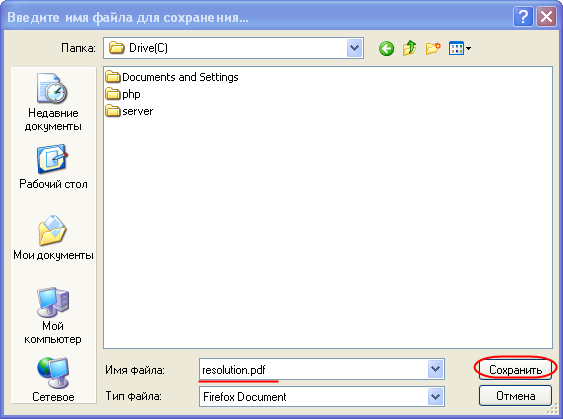 Введите имя файла для сохранения...
Папка:
Drive(C)
Documents and Settings
php
server
Недавние
документы
Рабочий стол
Мои документы
Мой
компьютер
Сетевое
Имя файла:
resolution.pdf
Сохранить
Тип файла:
Firefox Document
Отмена